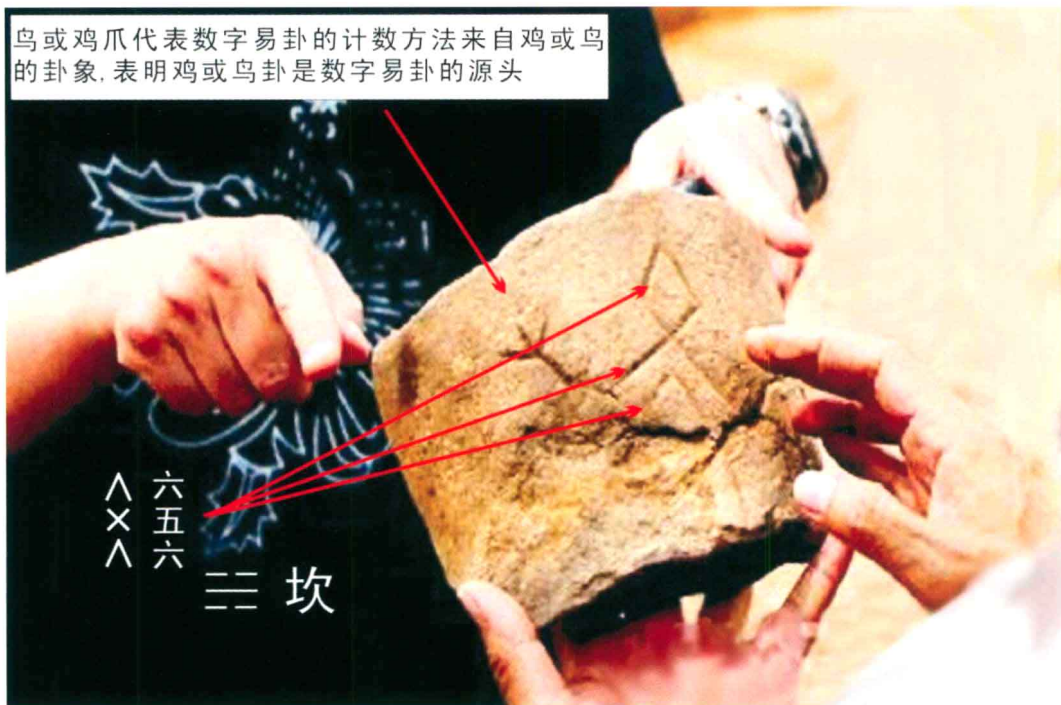 鸟或鸡爪代表数字易卦的计数方法来自鸡或鸟
的卦象,表明鸡或鸟卦是数字易卦的源头
∧ 六
× 五
∧ 六
☵ 坎